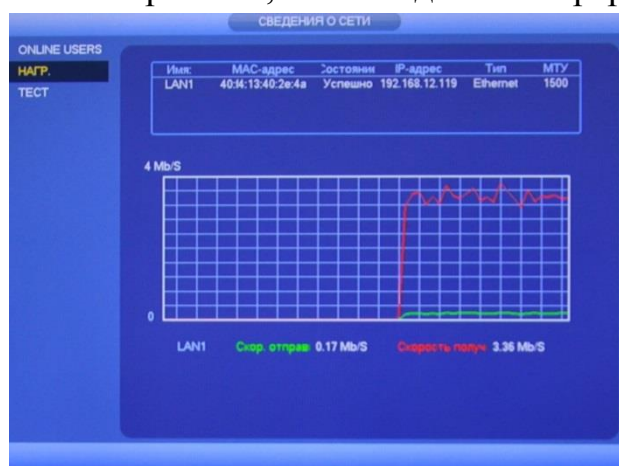 СВЕДЕНИЯ О СЕТИ
ONLINE USERS
НАГР.
ТЕСТ
Имя: MAC-адрес Состояние IP-адрес Тип МТУ
LAN1 40:f4:13:40:2e:4a Успешно 192.168.12.119 Ethernet 1500
4 Mb/S
0
LAN1 Скор. отправ 0.17 Mb/S Скорость получ 3.36 Mb/S